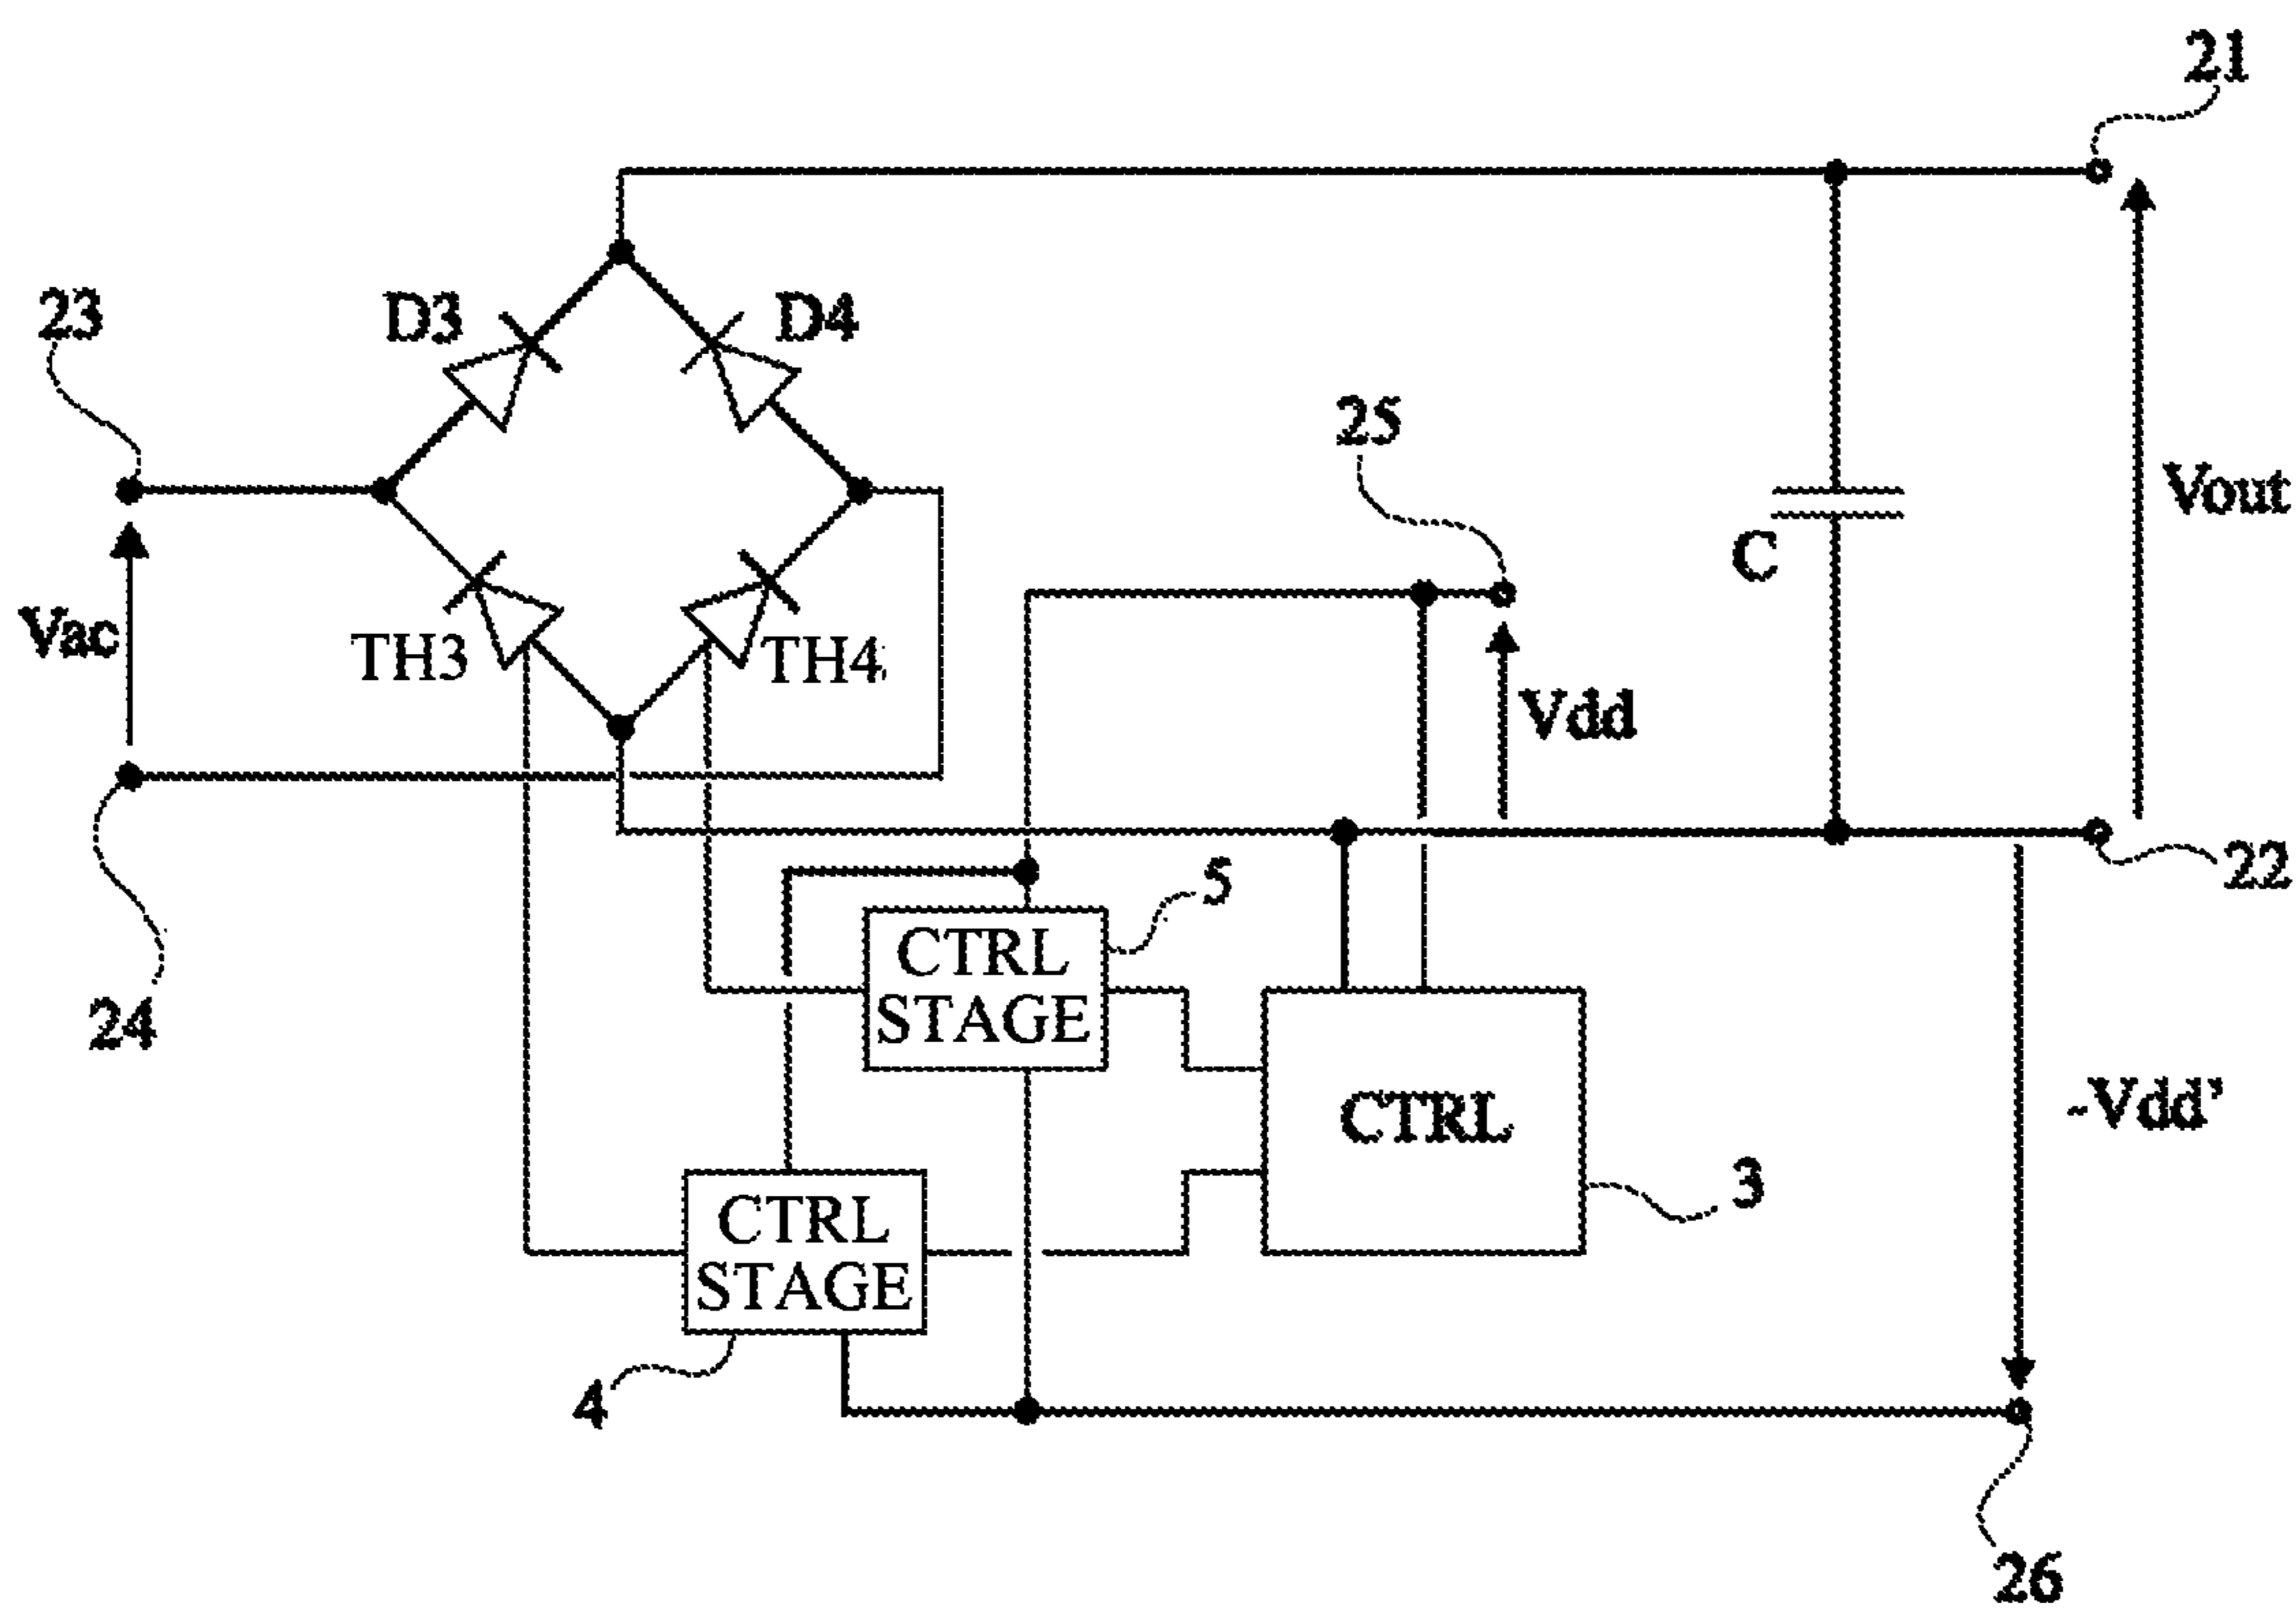 21
23
D3
D4
25
Vout
C
Vac
TH3
TH4
Vdd
5
22
CTRL
STAGE
24
CTRL
-Vdd'
3
CTRL
STAGE
4
26